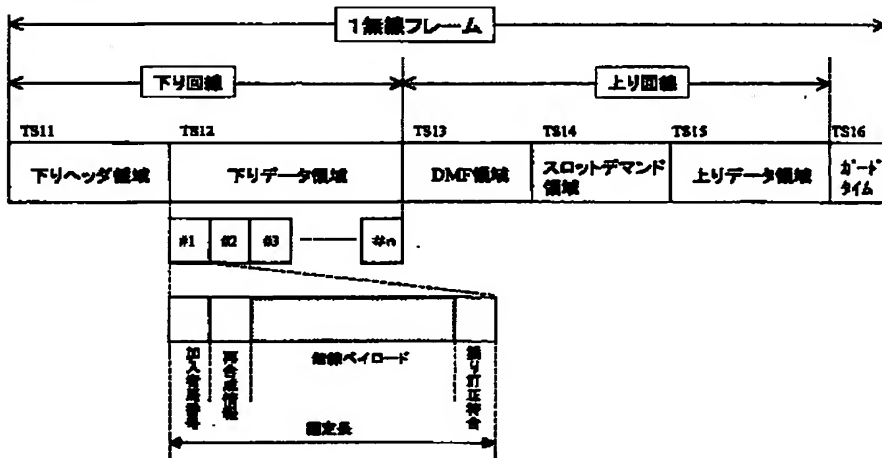 1無線フレーム
下り回線
上り回線
TS11
TS12
TS13
TS14
TS15
TS16
下りヘッダ領域
下りデータ領域
DMF領域
スロットデマンド
領域
上りデータ領域
ガード
タイム
#1
#2
#3
#n
加入者局番号
再合成情報
無線ペイロード
誤り訂正符合
固定長